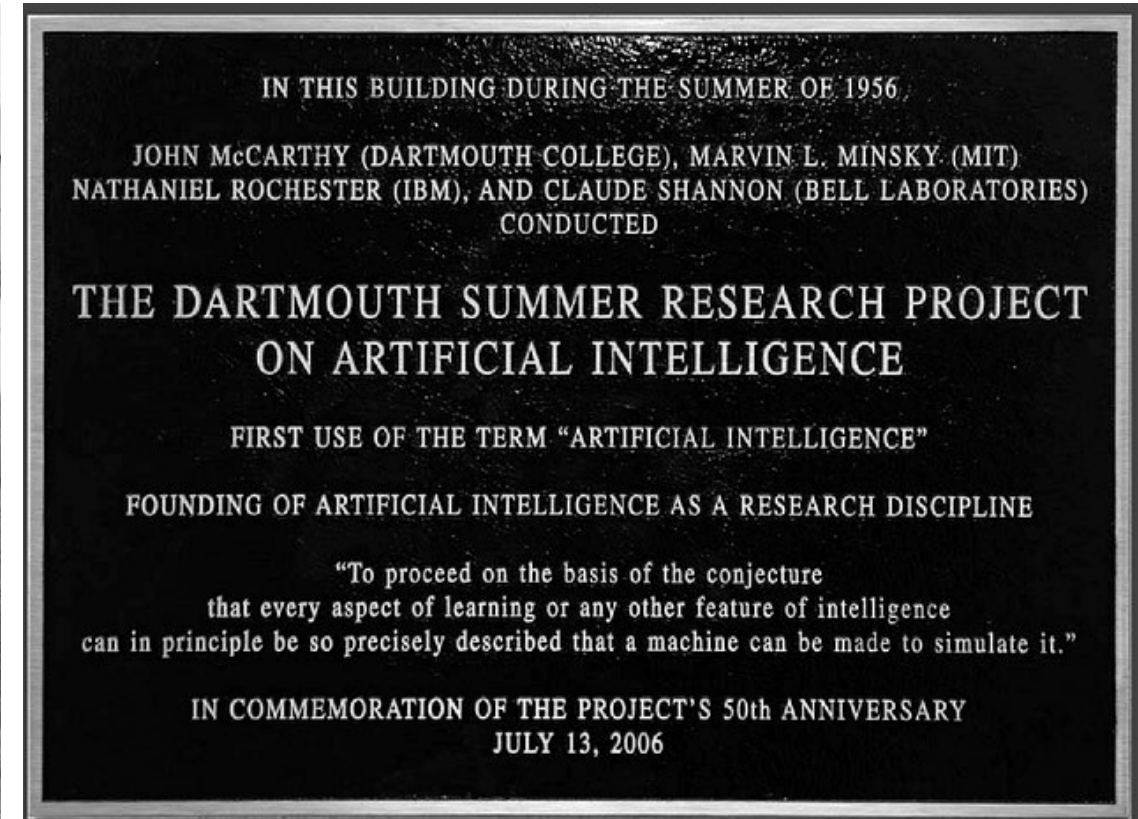 IN THIS BUILDING DURING THE SUMMER OF 1956
JOHN McCARTHY (DARTMOUTH COLLEGE), MARVIN L. MINSKY (MIT)
NATHANIEL ROCHESTER (IBM), AND CLAUDE SHANNON (BELL LABORATORIES)
CONDUCTED
THE DARTMOUTH SUMMER RESEARCH PROJECT
ON ARTIFICIAL INTELLIGENCE
FIRST USE OF THE TERM “ARTIFICIAL INTELLIGENCE”
FOUNDING OF ARTIFICIAL INTELLIGENCE AS A RESEARCH DISCIPLINE
“To proceed on the basis of the conjecture
that every aspect of learning or any other feature of intelligence
can in principle be so precisely described that a machine can be made to simulate it.”
IN COMMEMORATION OF THE PROJECT’S 50th ANNIVERSARY
JULY 13, 2006